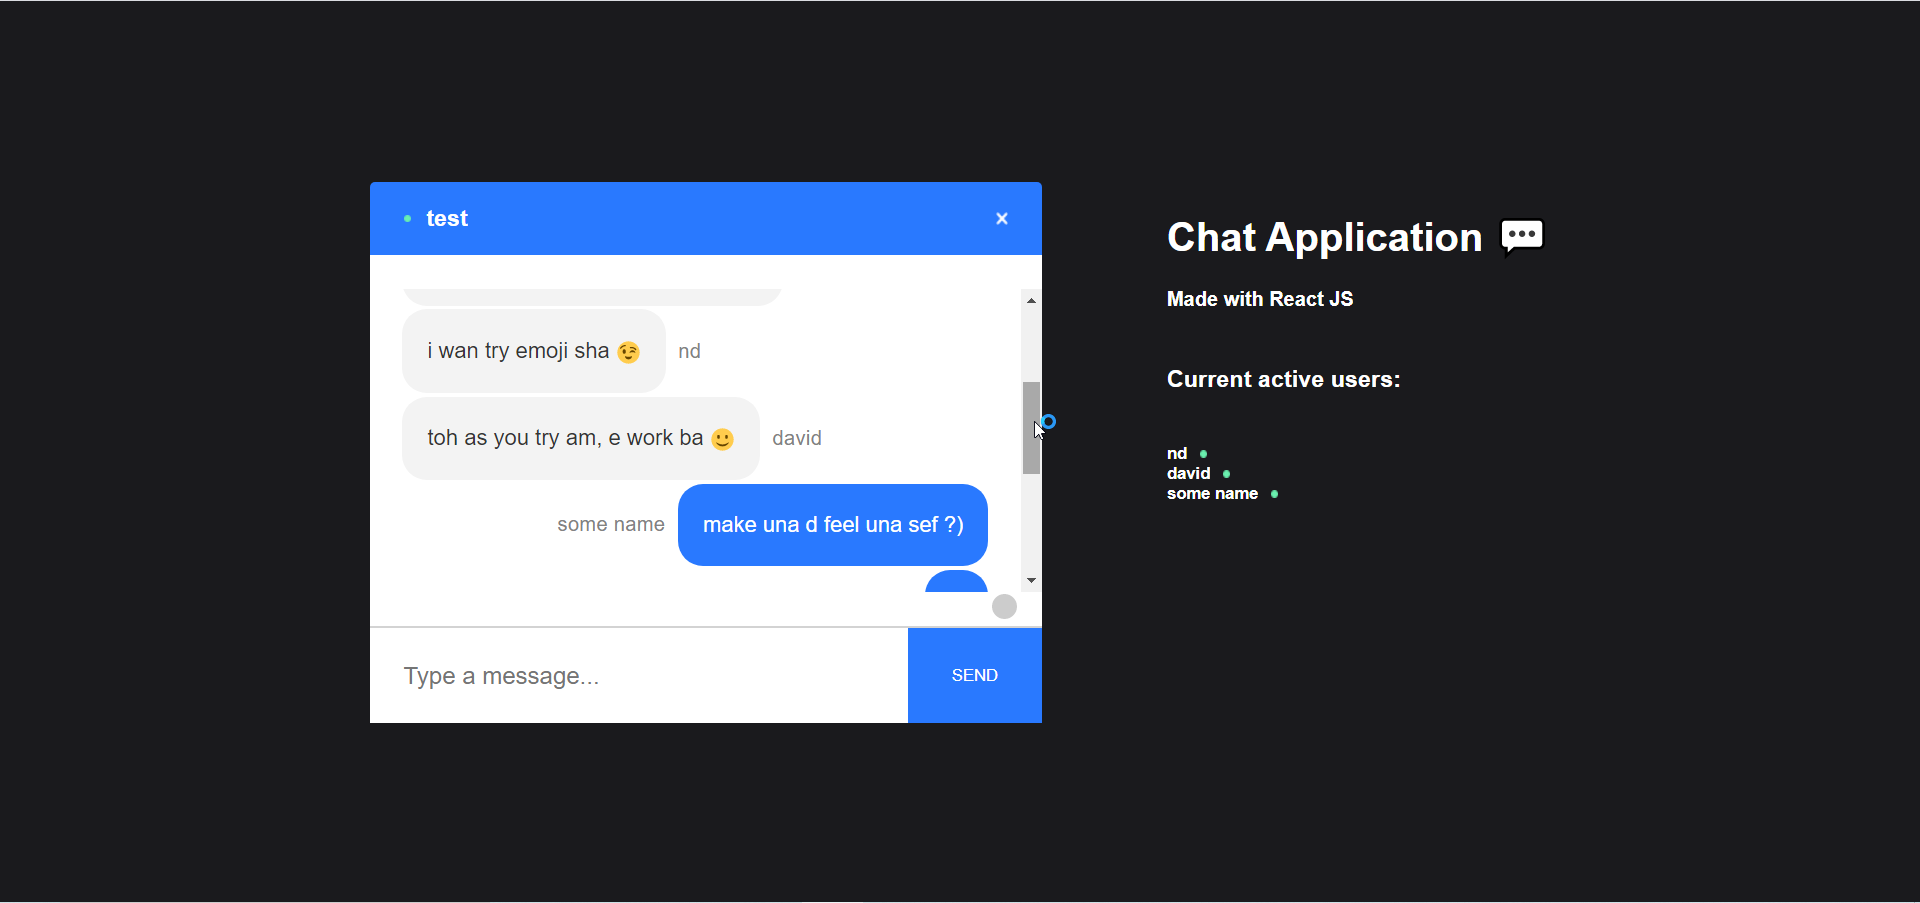 test
i wan try emoji sha 😉 nd
toh as you try am, e work ba 🙂 david
some name make una d feel una sef ?)
Type a message...
SEND
Chat Application 💬
Made with React JS
Current active users:
nd
david
some name